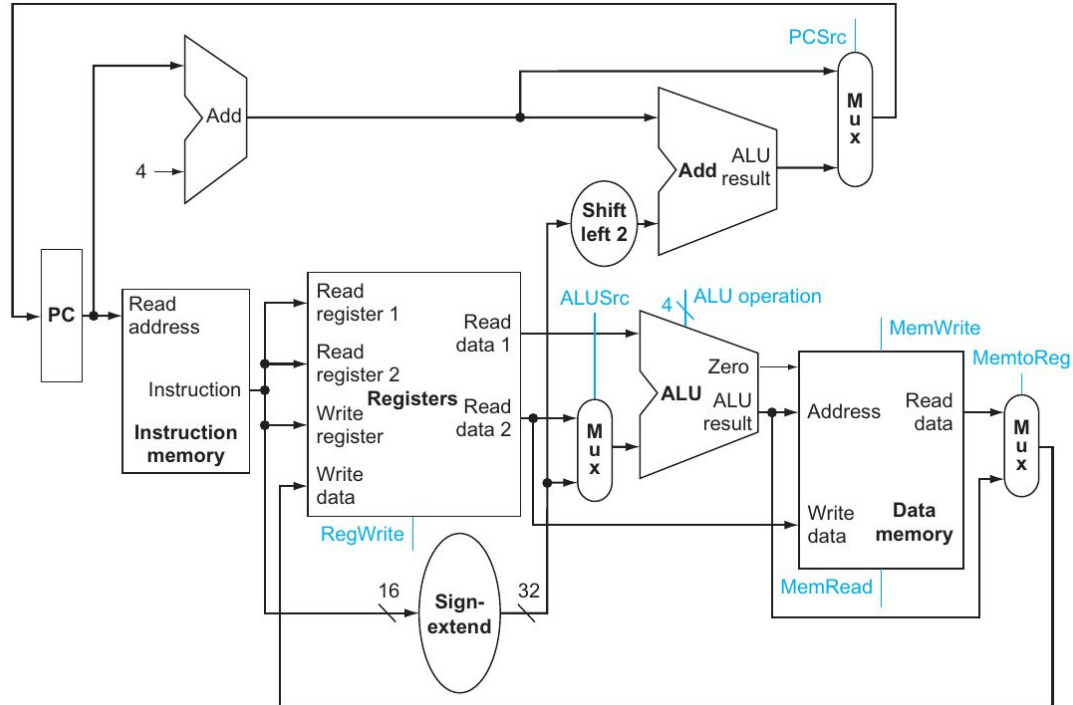 PCSrc
M
u
x
Add
4
Add
ALU
result
Shift
left 2
PC
Read
address
Instruction
Instruction
memory
Read
register 1
Read
register 2
Write
register
Write
data
Registers
Read
data 1
Read
data 2
RegWrite
16
Sign-
extend
32
ALUSrc
M
u
x
4
ALU operation
Zero
ALU
ALU
result
MemWrite
Address
Read
data
Write
data
Data
memory
MemRead
MemtoReg
M
u
x